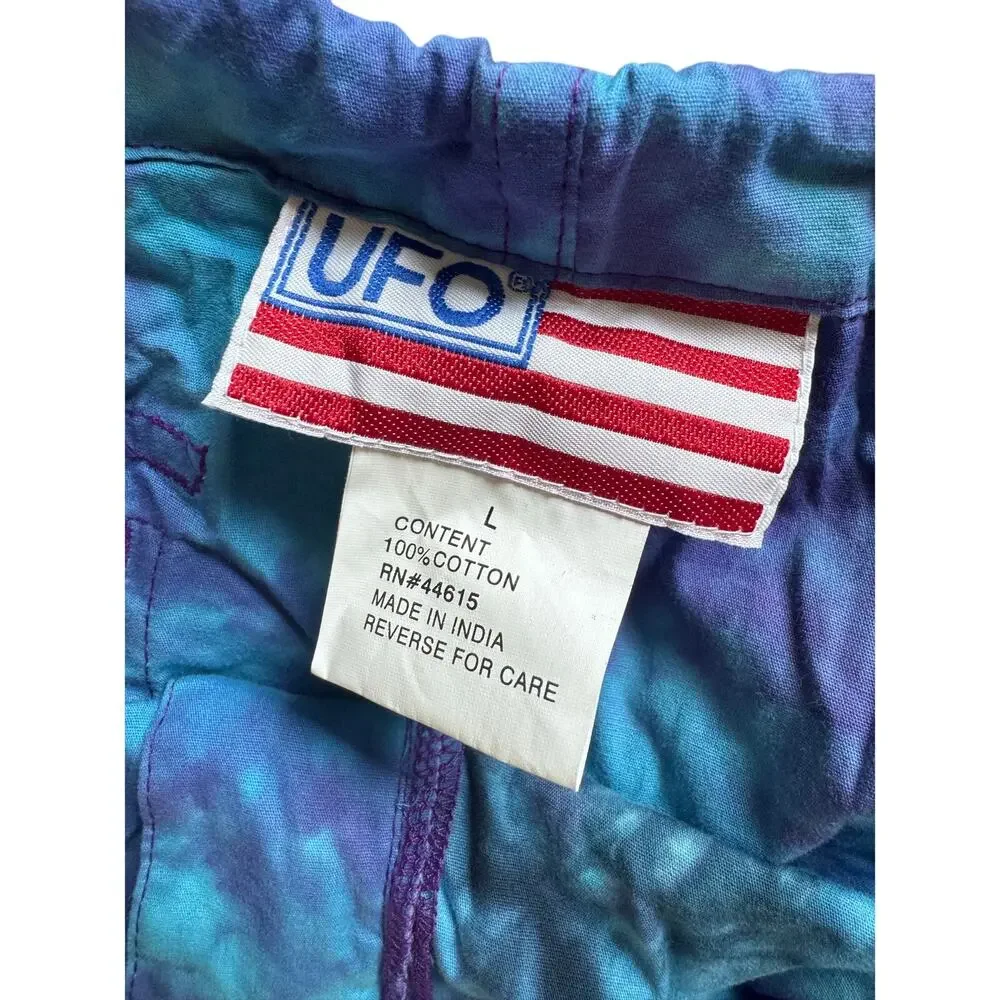 UFO®
L
CONTENT
100% COTTON
RN#44615
MADE IN INDIA
REVERSE FOR CARE